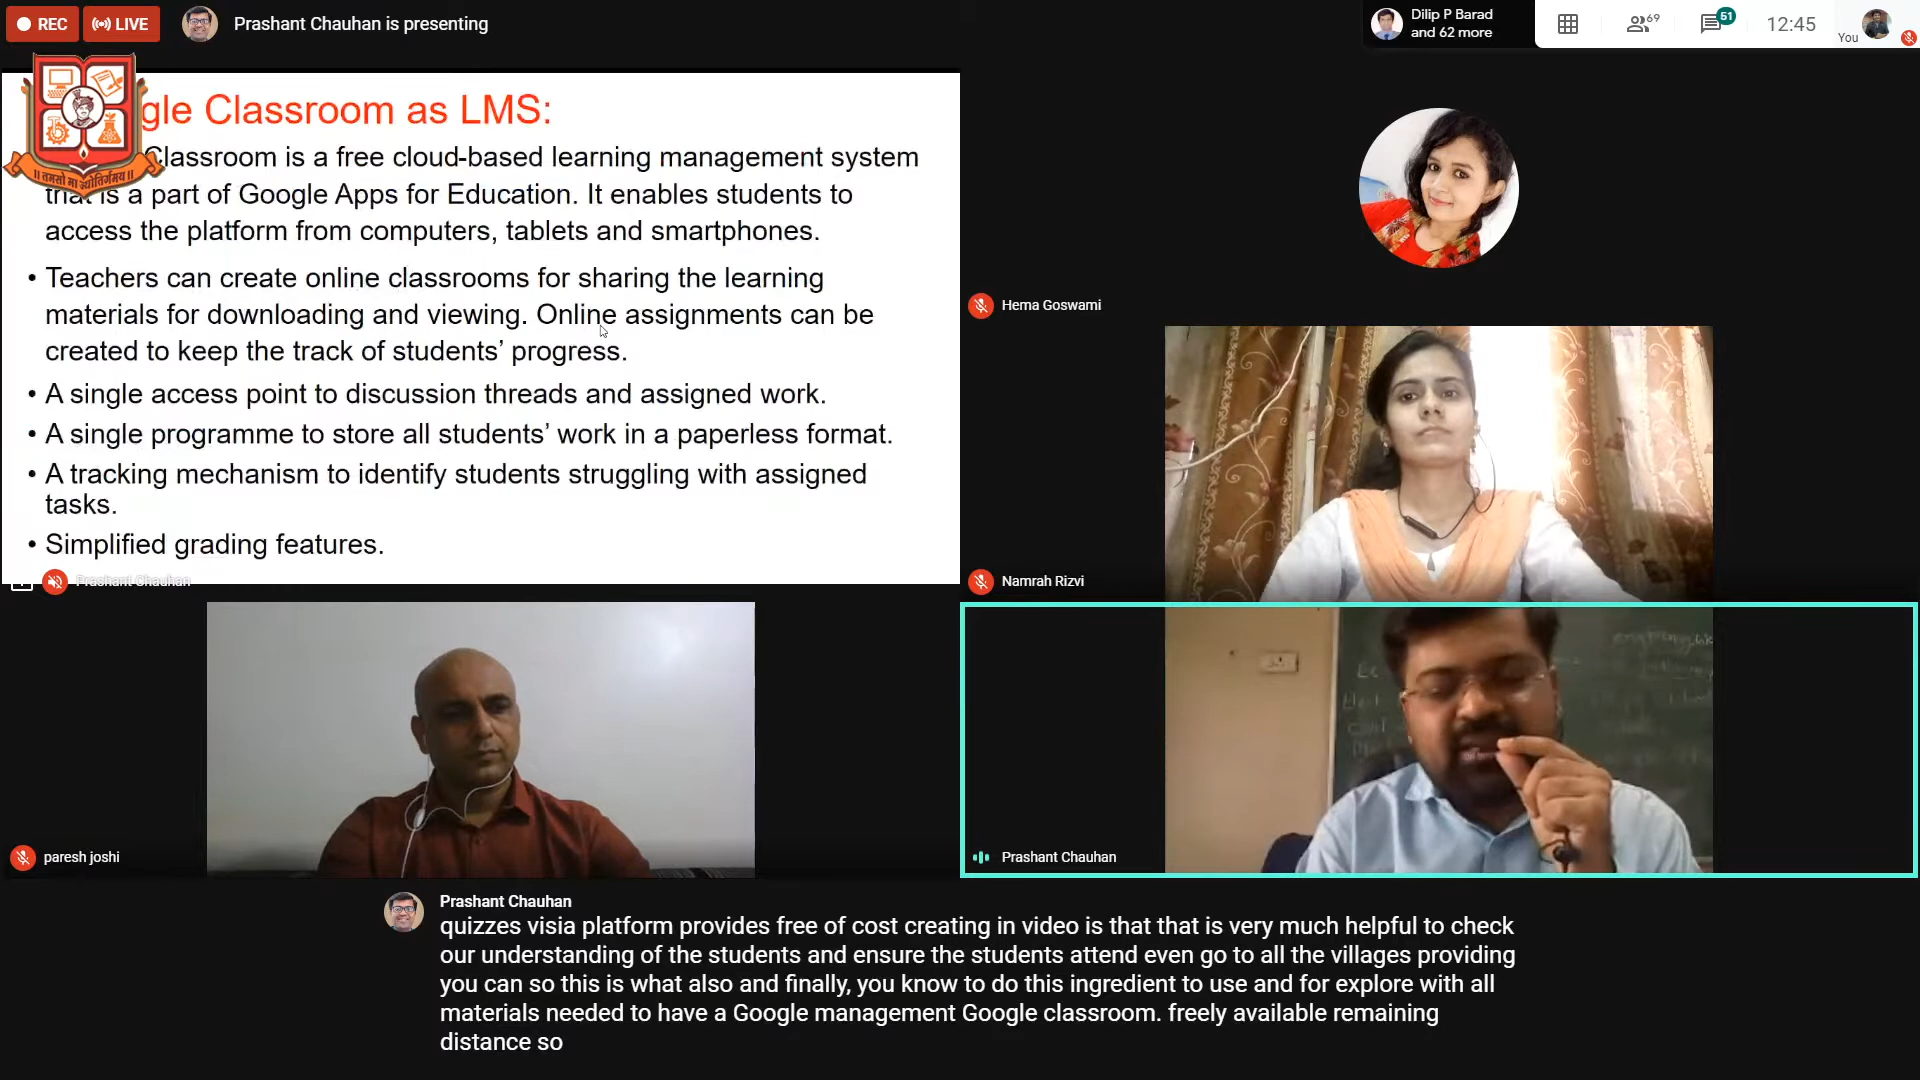 REC
LIVE
Prashant Chauhan is presenting
Dilip P Barad
and 62 more
69
51
12:45
You
gle Classroom as LMS:
Classroom is a free cloud-based learning management system
that is a part of Google Apps for Education. It enables students to
access the platform from computers, tablets and smartphones.
• Teachers can create online classrooms for sharing the learning
materials for downloading and viewing. Online assignments can be
created to keep the track of students’ progress.
• A single access point to discussion threads and assigned work.
• A single programme to store all students’ work in a paperless format.
• A tracking mechanism to identify students struggling with assigned
tasks.
• Simplified grading features.
॥ तमसो मा ज्योतिर्गमय ॥
Prashant Chauhan
Hema Goswami
Namrah Rizvi
paresh joshi
Prashant Chauhan
Prashant Chauhan
quizzes visia platform provides free of cost creating in video is that that is very much helpful to check
our understanding of the students and ensure the students attend even go to all the villages providing
you can so this is what also and finally, you know to do this ingredient to use and for explore with all
materials needed to have a Google management Google classroom. freely available remaining
distance so